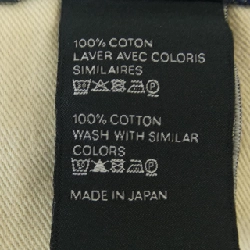 100% COTON
LAVER AVEC COLORIS
SIMILAIRES
100% COTTON
WASH WITH SIMILAR
COLORS
MADE IN JAPAN